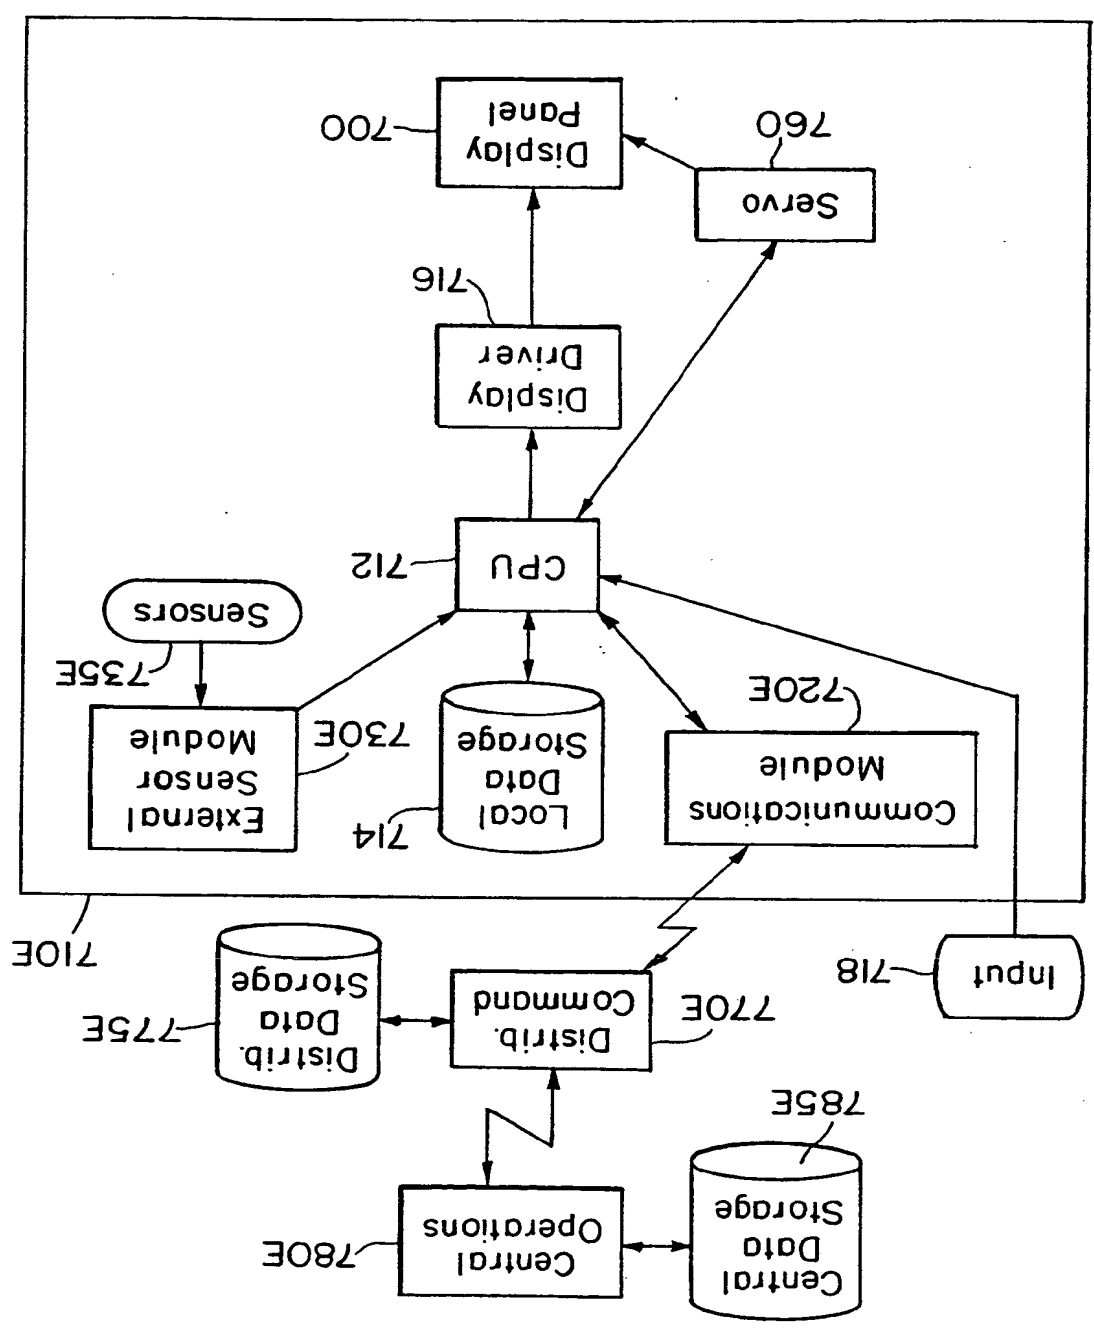 Central
Data
Storage
785E
Central
Operations
780E
Distrib.
Command
770E
Distrib.
Data
Storage
775E
Input
718
710E
Communications
Module
720E
Local
Data
Storage
714
External
Sensor
Module
730E
735E
Sensors
CPU
712
Display
Driver
716
Servo
760
Display
Panel
700